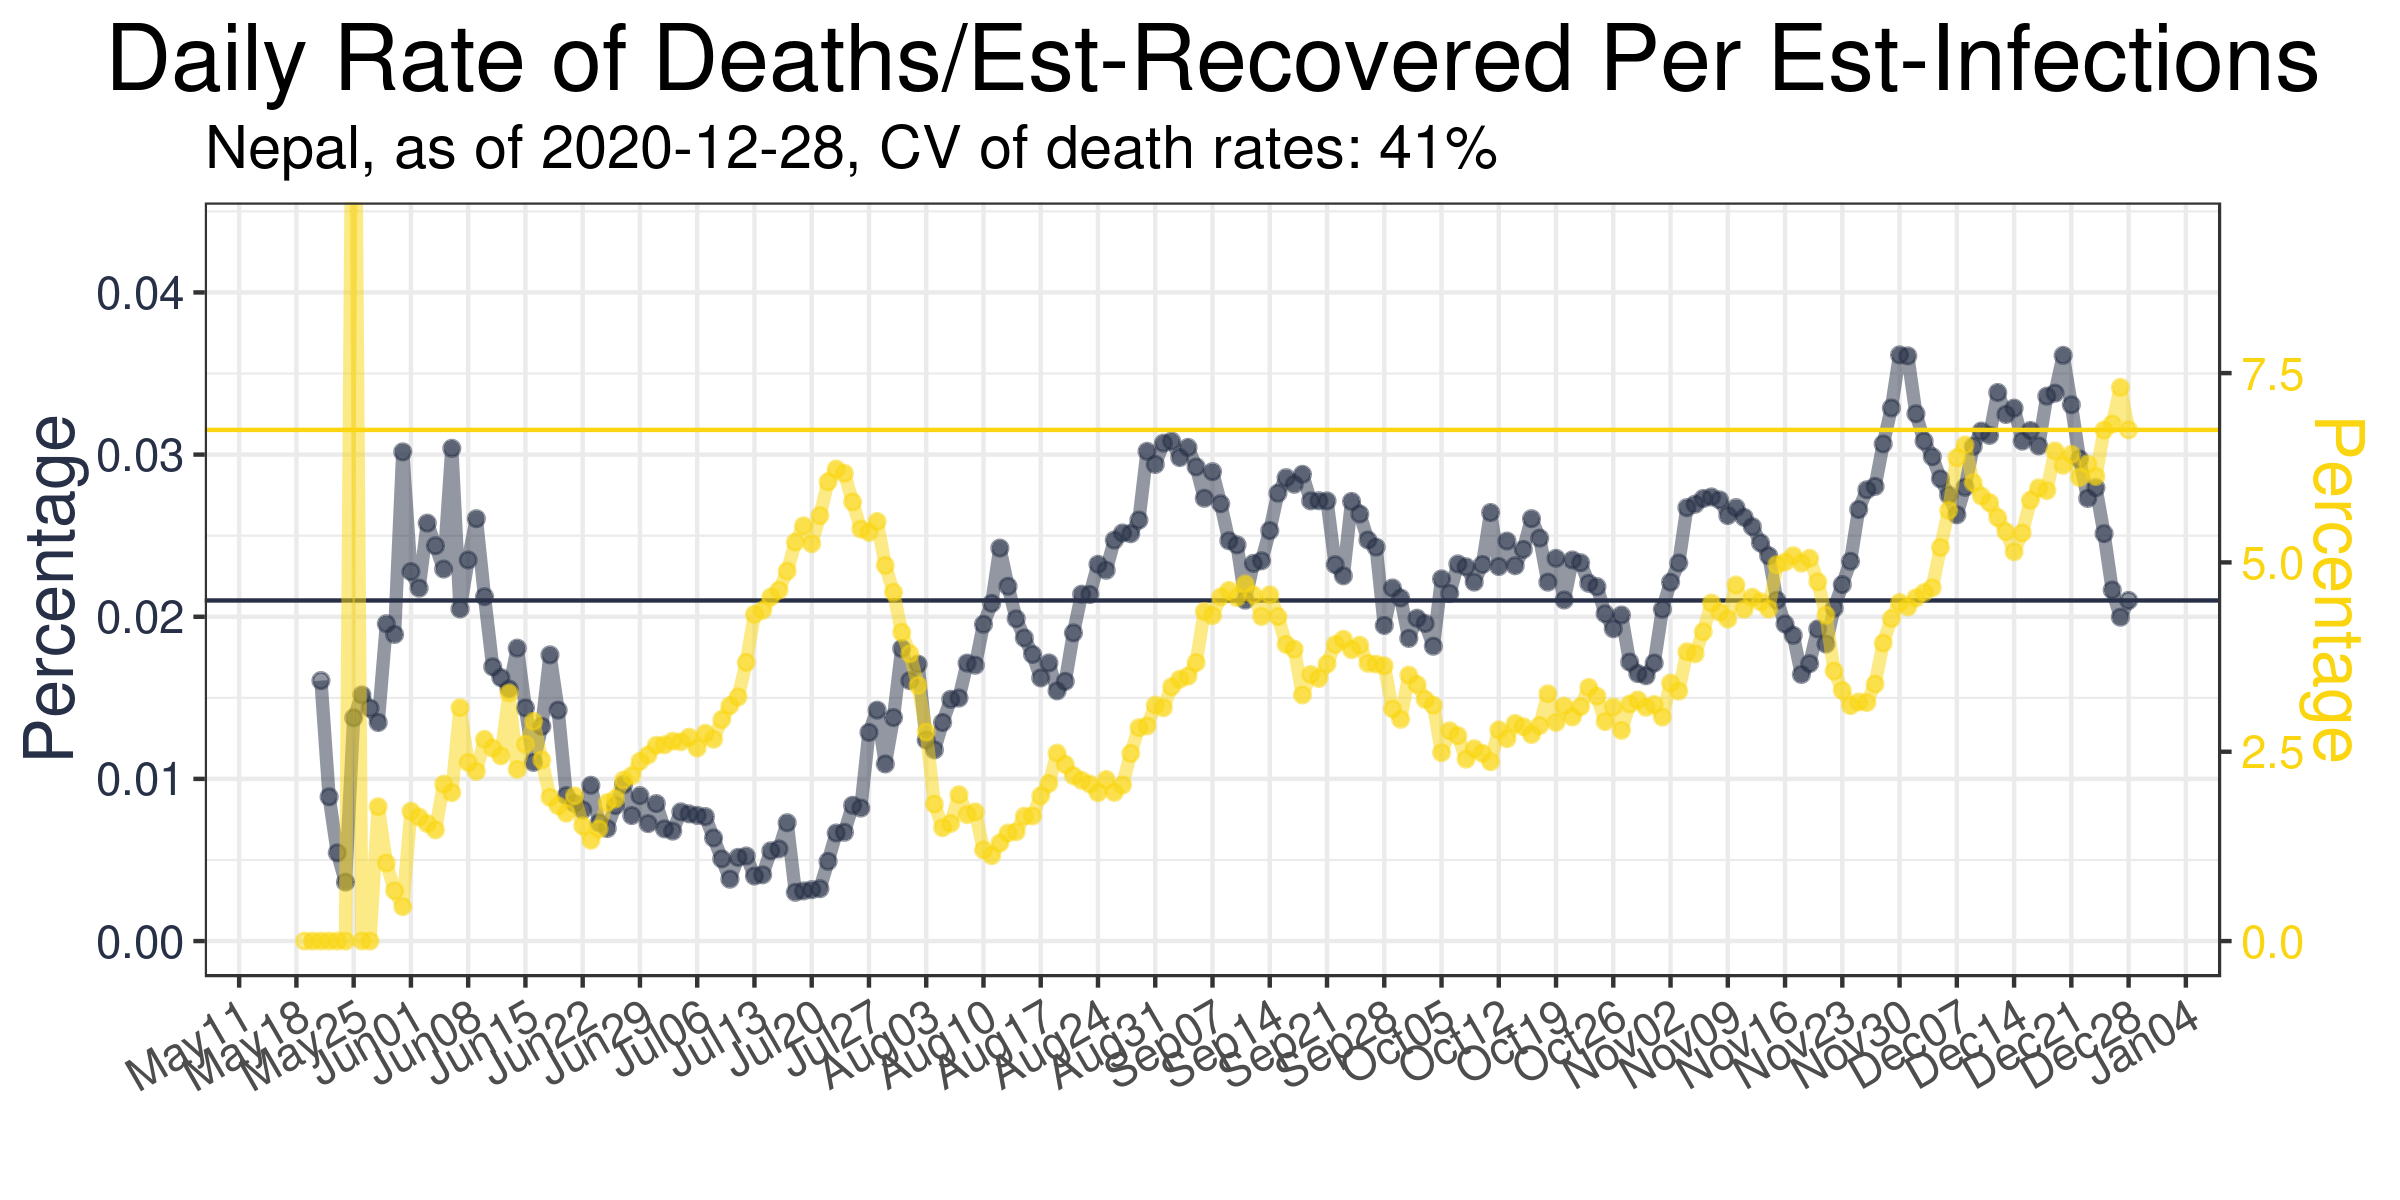 Daily Rate of Deaths/Est-Recovered Per Est-Infections
Nepal, as of 2020-12-28, CV of death rates: 41%
Percentage
0.04
0.03
0.02
0.01
0.00
7.5
5.0
2.5
0.0
Percentage
May11
May18
May25
Jun01
Jun08
Jun15
Jun22
Jun29
Jul06
Jul13
Jul20
Jul27
Aug03
Aug10
Aug17
Aug24
Aug31
Sep07
Sep14
Sep21
Sep28
Oct05
Oct12
Oct19
Oct26
Nov02
Nov09
Nov16
Nov23
Nov30
Dec07
Dec14
Dec21
Dec28
Jan04